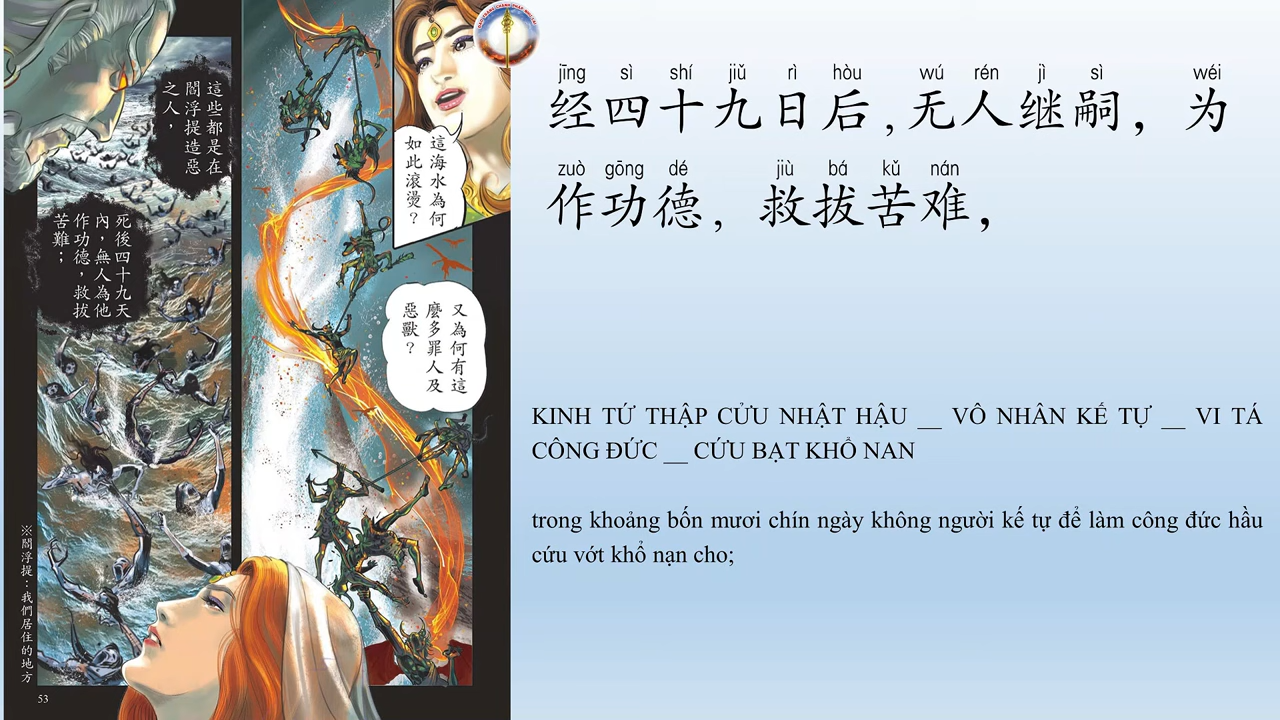 這海水為何
如此滾燙？
又為何有這
麼多罪人及
惡獸？
這些都是在
閻浮提造惡
之人，
死後四十九天
內，無人為他
作功德，救拔
苦難；
※閻浮提：我們居住的地方
53
jīng sì shí jiǔ rì hòu wú rén jì sì wéi
经四十九日后,无人继嗣，为
zuò gōng dé jiù bá kǔ nán
作功德，救拔苦难，
KINH TỨ THẬP CỬU NHẬT HẬU __ VÔ NHÂN KẾ TỰ __ VI TÁ
CÔNG ĐỨC __ CỨU BẠT KHỔ NAN
trong khoảng bốn mươi chín ngày không người kế tự để làm công đức hầu
cứu vớt khổ nạn cho;